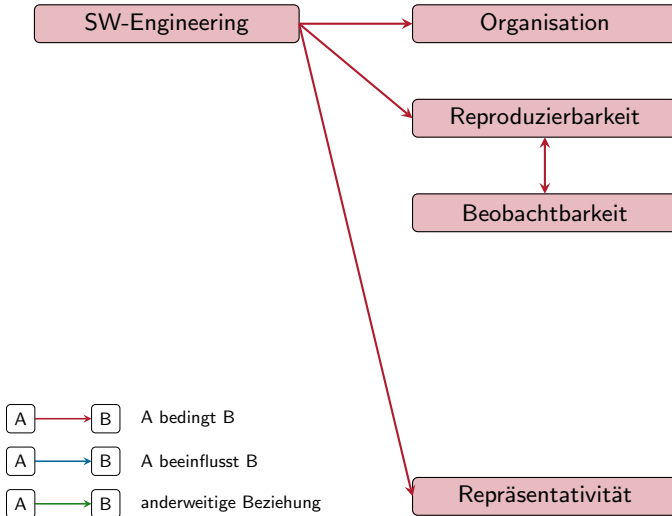 SW-Engineering
Organisation
Reproduzierbarkeit
Beobachtbarkeit
A B A bedingt B
A B A beeinflusst B
A B anderweitige Beziehung
Repräsentativität